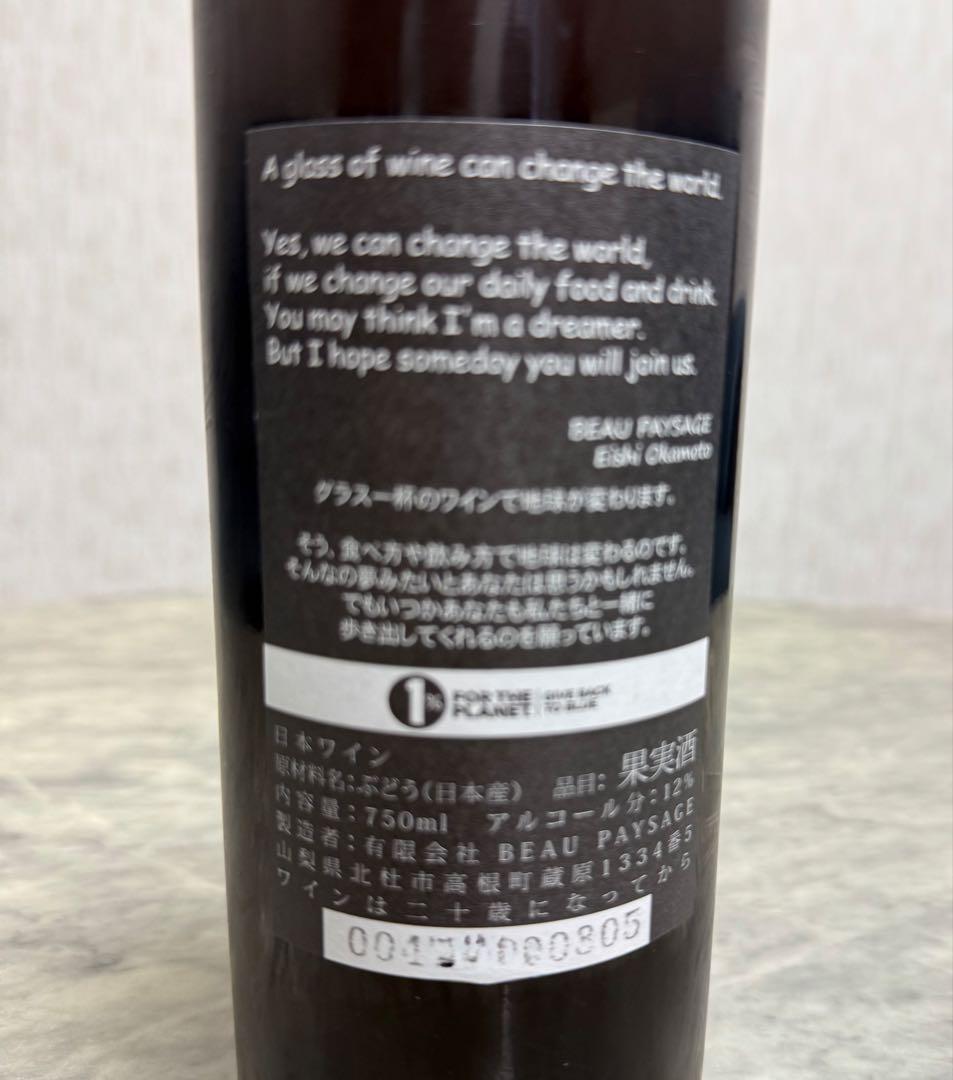 A glass of wine can change the world.
Yes, we can change the world,
if we change our daily food and drink.
You may think I'm a dreamer.
But I hope someday you will join us.
BEAU PAYSAGE
Eishi Okamoto
グラス一杯のワインで地球が変わります。
そう、食べ方や飲み方で地球は変わるのです。
そんなの夢みたいとあなたは思うかもしれません。
でもいつかあなたも私たちと一緒に
歩き出してくれるのを願っています。
1% FOR THE PLANET GIVE BACK TO BLUE
日本ワイン
原材料名:ぶどう(日本産) 品目: 果実酒
内容量:750ml アルコール分:12%
製造者:有限会社 BEAU PAYSAGE
山梨県北杜市高根町蔵原1334番5
ワインは二十歳になってから